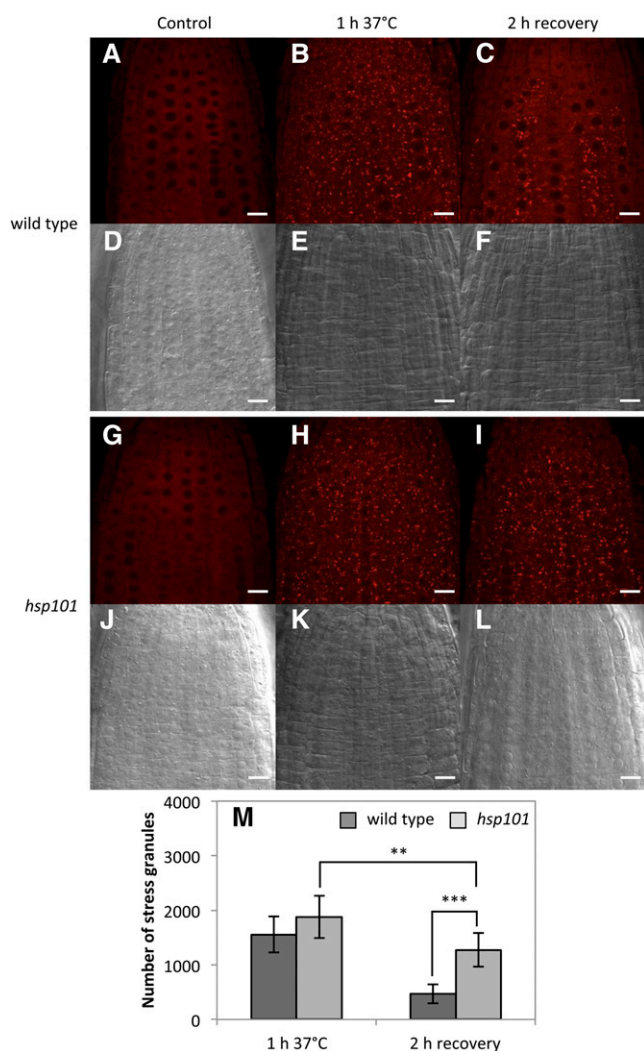 Control 1 h 37°C 2 h recovery
A B C
wild type
D E F
G H I
hsp101
J K L
M
wild type hsp101
Number of stress granules
4000
3000
2000
1000
0
**
***
1 h 37°C 2 h recovery